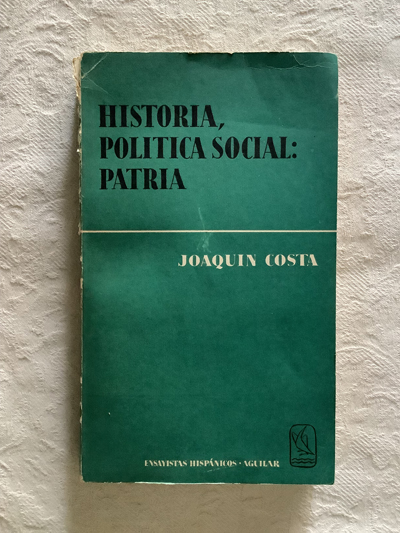 HISTORIA,
POLITICA SOCIAL:
PATRIA
JOAQUIN COSTA
ENSAYISTAS HISPÁNICOS - AGUILAR